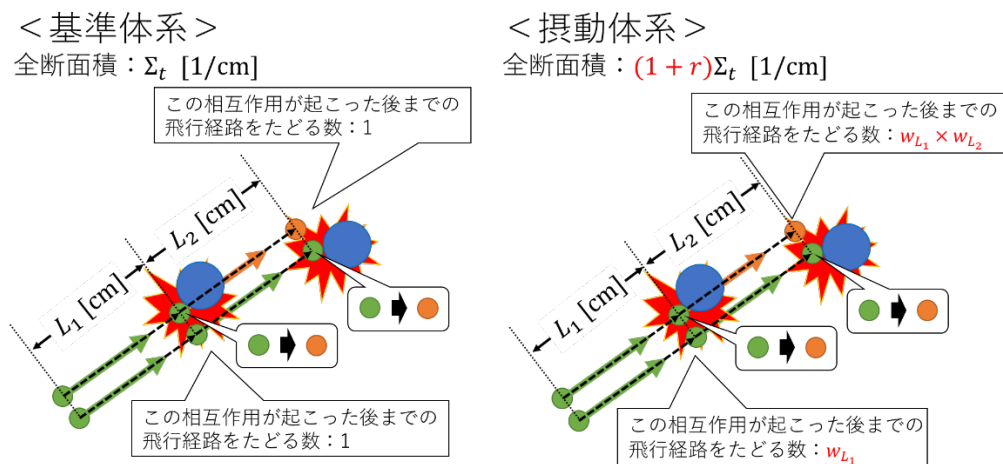 ＜基準体系＞
全断面積：Σ_t [1/cm]
この相互作用が起こった後までの
飛行経路をたどる数：1
L_1 [cm]
L_2 [cm]
この相互作用が起こった後までの
飛行経路をたどる数：1
＜摂動体系＞
全断面積：(1 + r)Σ_t [1/cm]
この相互作用が起こった後までの
飛行経路をたどる数：w_{L_1} × w_{L_2}
L_1 [cm]
L_2 [cm]
この相互作用が起こった後までの
飛行経路をたどる数：w_{L_1}